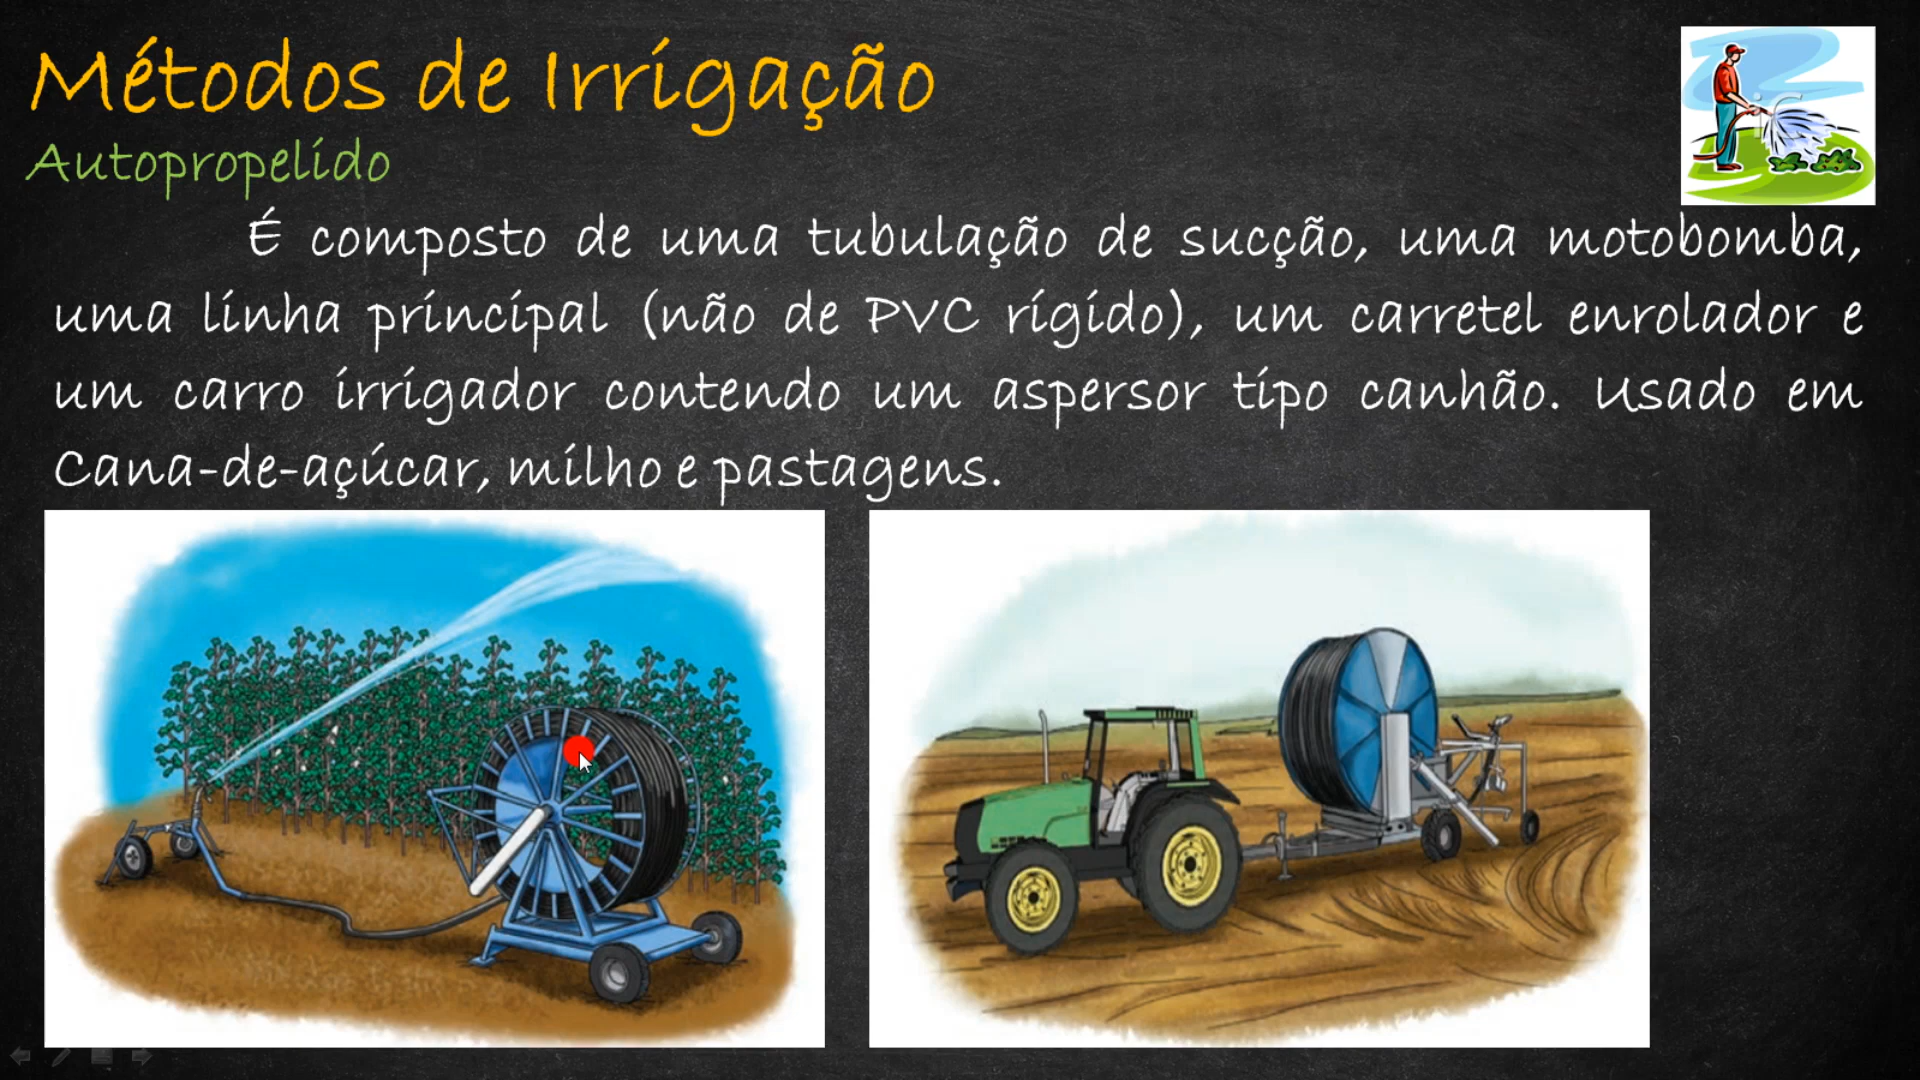 Métodos de Irrigação
Autopropelido
É composto de uma tubulação de sucção, uma motobomba,
uma linha principal (não de PVC rígido), um carretel enrolador e
um carro irrigador contendo um aspersor tipo canhão. Usado em
Cana-de-açúcar, milho e pastagens.